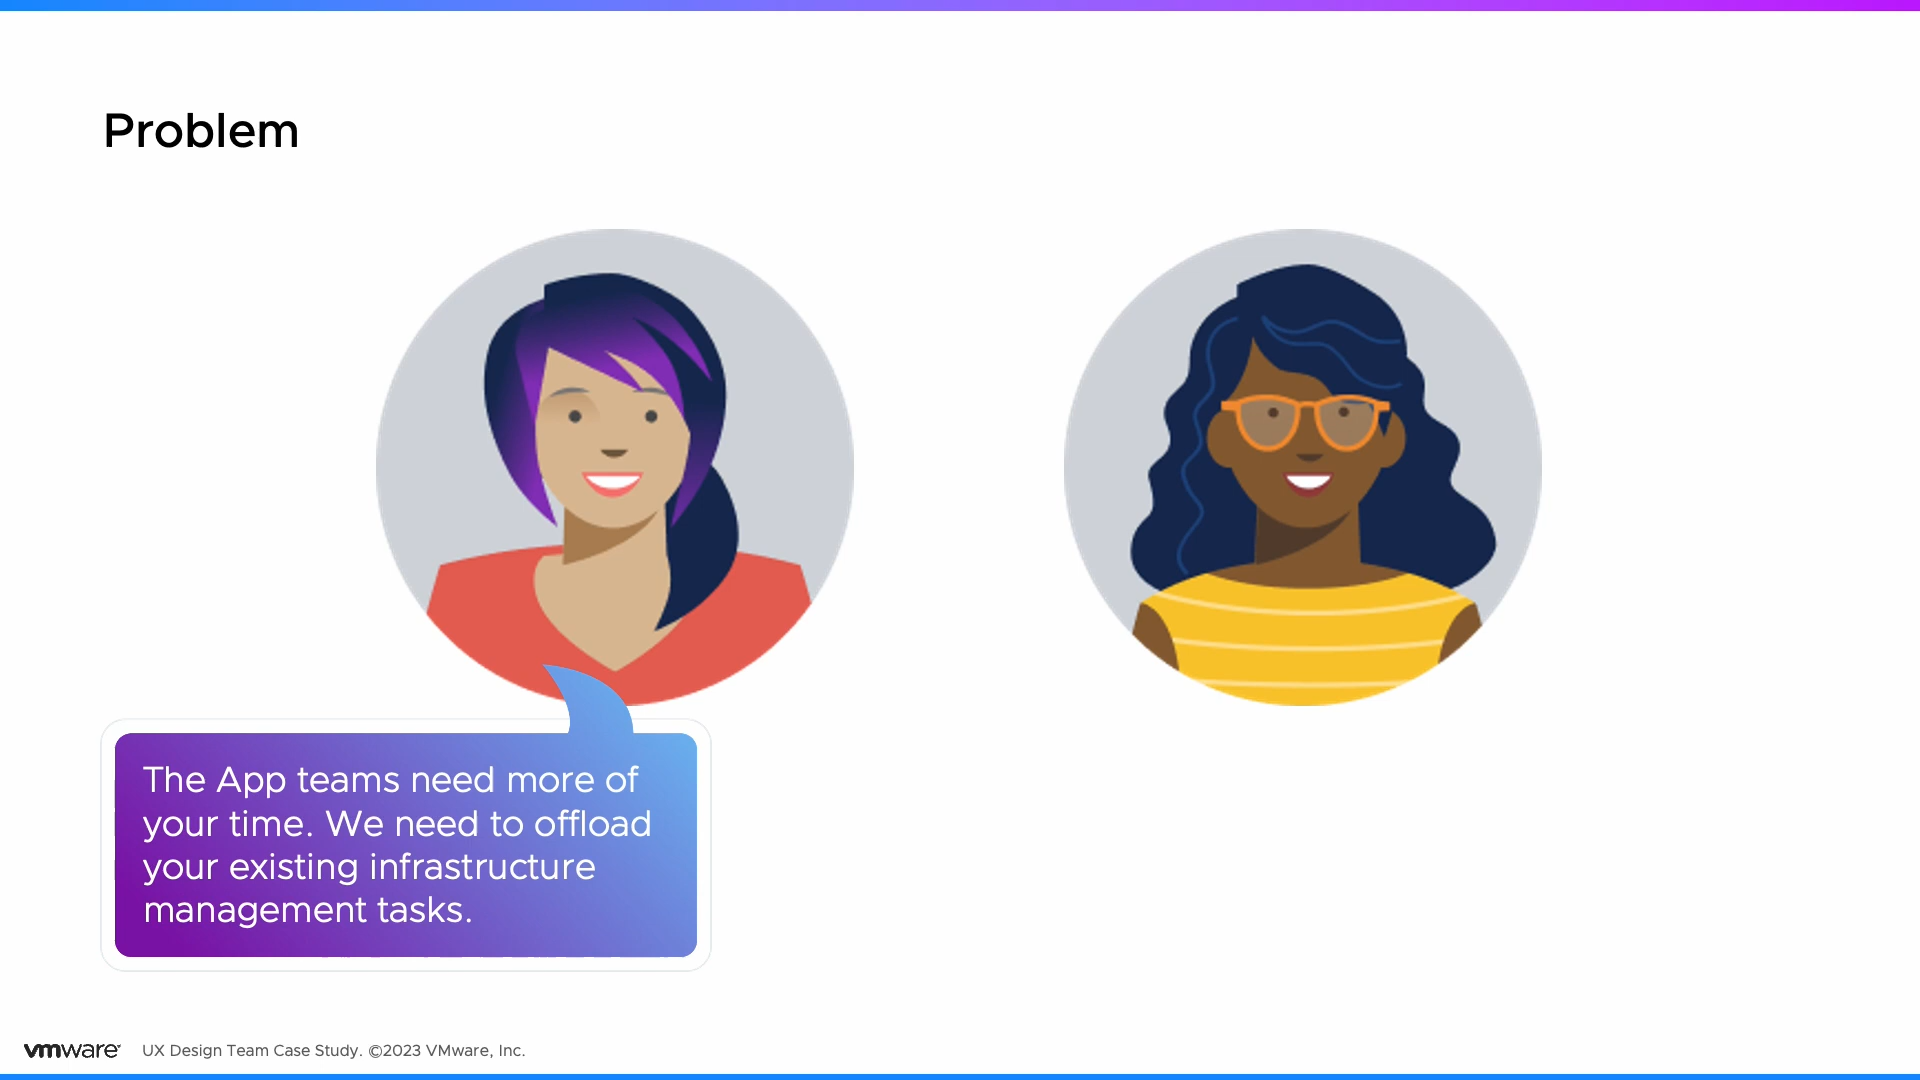 Problem
The App teams need more of
your time. We need to offload
your existing infrastructure
management tasks.
vmware UX Design Team Case Study. ©2023 VMware, Inc.